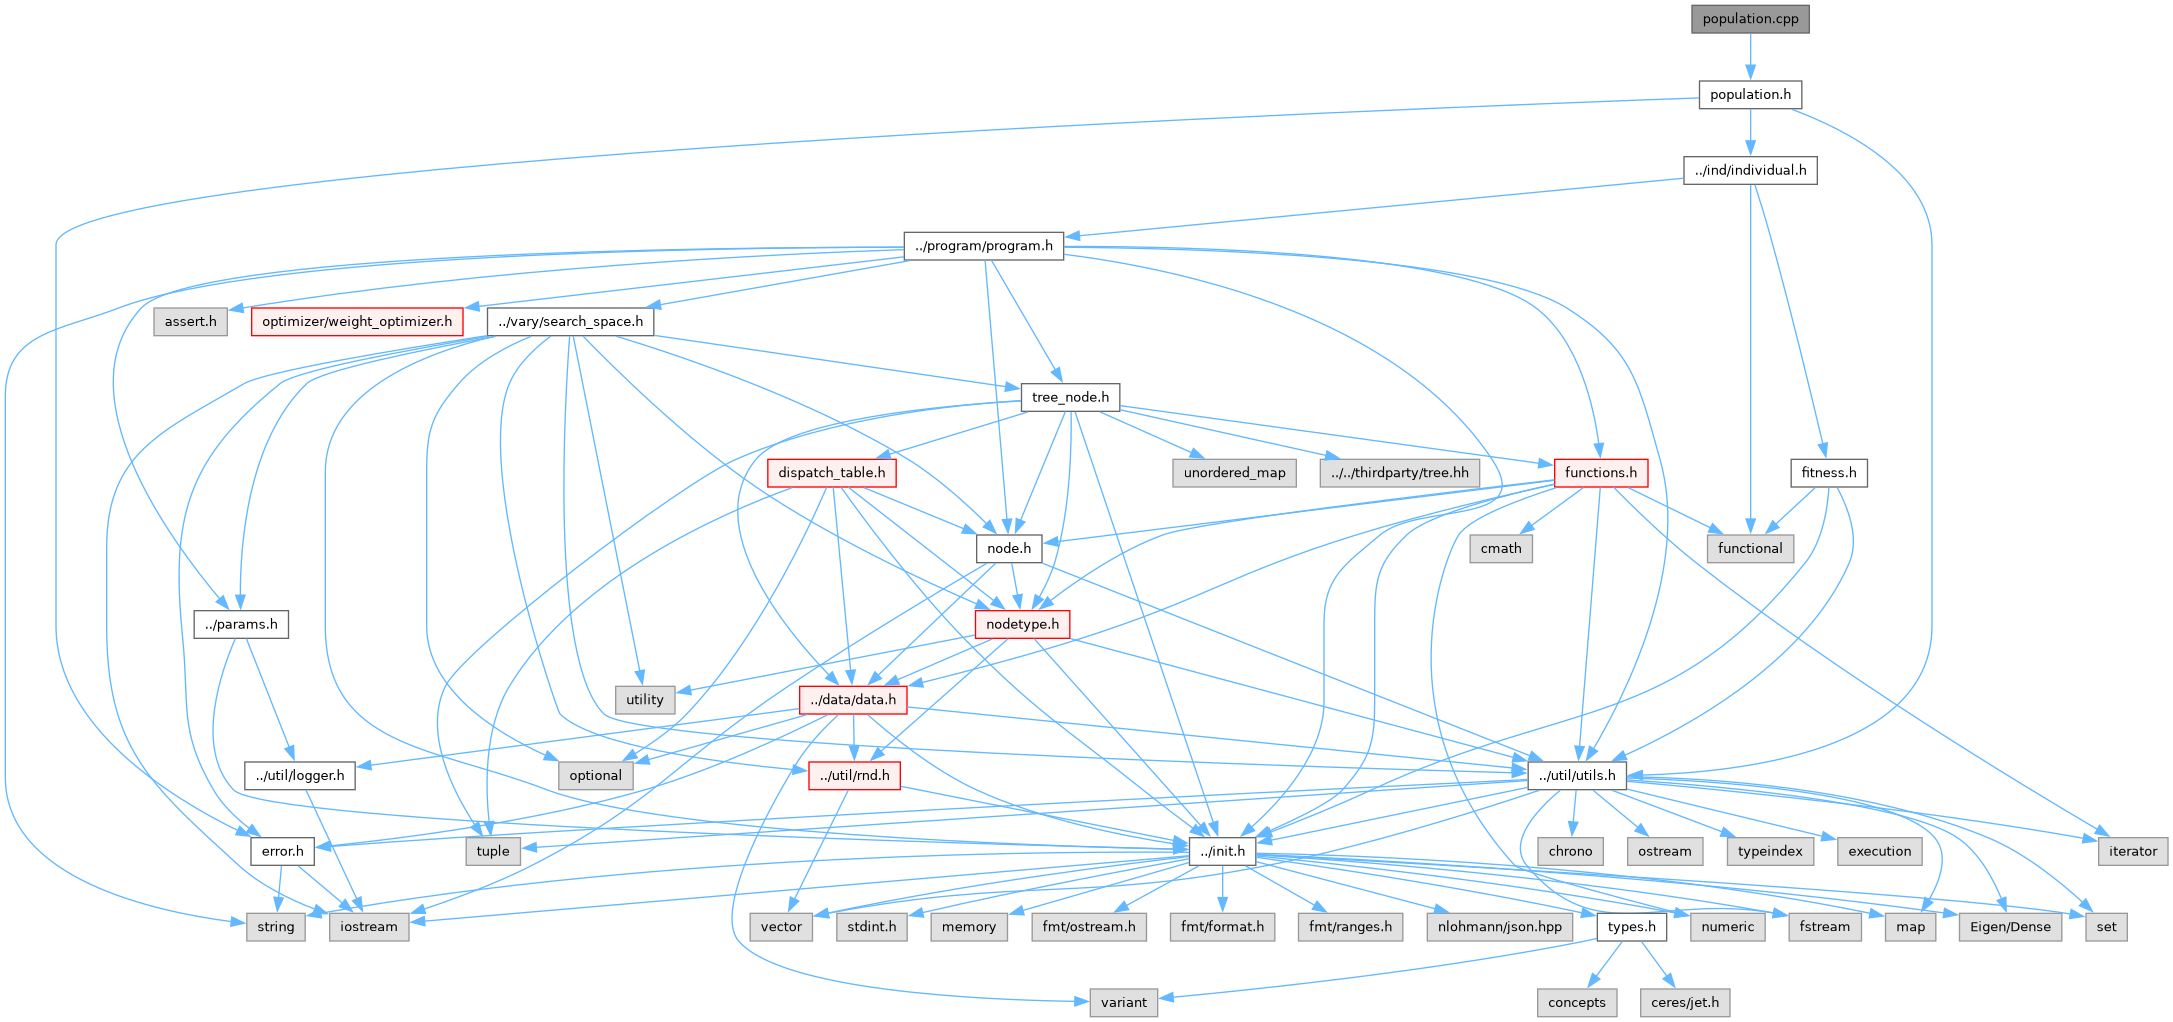 population.cpp
population.h
../ind/individual.h
../program/program.h
assert.h
optimizer/weight_optimizer.h
../vary/search_space.h
tree_node.h
dispatch_table.h
unordered_map
../../thirdparty/tree.hh
functions.h
fitness.h
node.h
cmath
functional
../params.h
nodetype.h
utility
../data/data.h
../util/logger.h
optional
../util/rnd.h
../util/utils.h
error.h
tuple
../init.h
chrono
ostream
typeindex
execution
iterator
string
iostream
vector
stdint.h
memory
fmt/ostream.h
fmt/format.h
fmt/ranges.h
nlohmann/json.hpp
types.h
numeric
fstream
map
Eigen/Dense
set
variant
concepts
ceres/jet.h